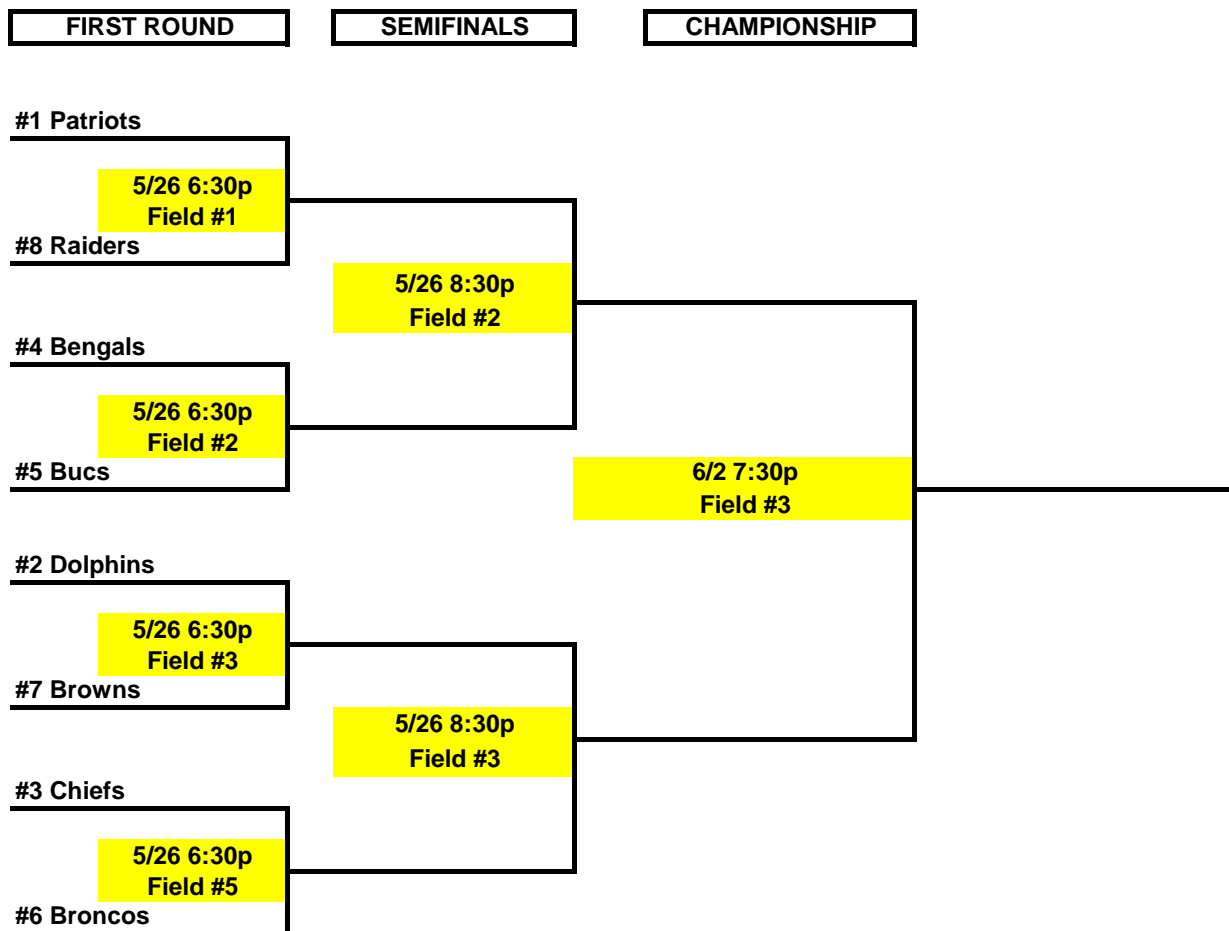 FIRST ROUND
SEMIFINALS
CHAMPIONSHIP
#1 Patriots
5/26 6:30p
Field #1
#8 Raiders
5/26 8:30p
Field #2
#4 Bengals
5/26 6:30p
Field #2
#5 Bucs
6/2 7:30p
Field #3
#2 Dolphins
5/26 6:30p
Field #3
#7 Browns
5/26 8:30p
Field #3
#3 Chiefs
5/26 6:30p
Field #5
#6 Broncos